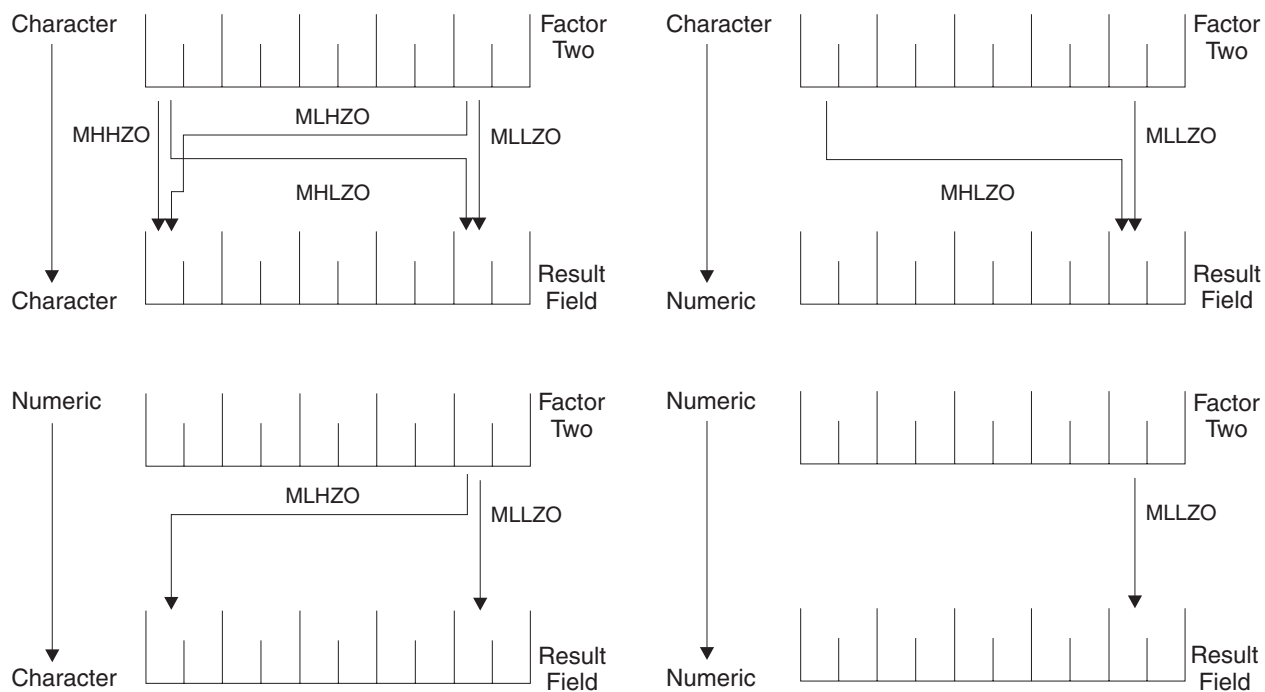 Character
Factor
Two
MHHZO
MLHZO
MLLZO
MHLZO
Result
Field
Character
Character
Factor
Two
MLLZO
MHLZO
Result
Field
Numeric
Numeric
Factor
Two
MLHZO
MLLZO
Result
Field
Character
Numeric
Factor
Two
MLLZO
Result
Field
Numeric